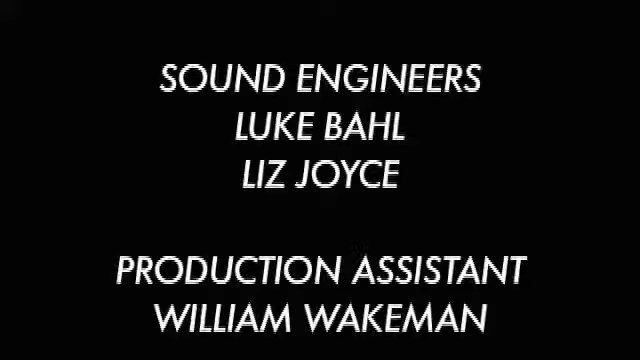 SOUND ENGINEERS
LUKE BAHL
LIZ JOYCE
PRODUCTION ASSISTANT
WILLIAM WAKEMAN